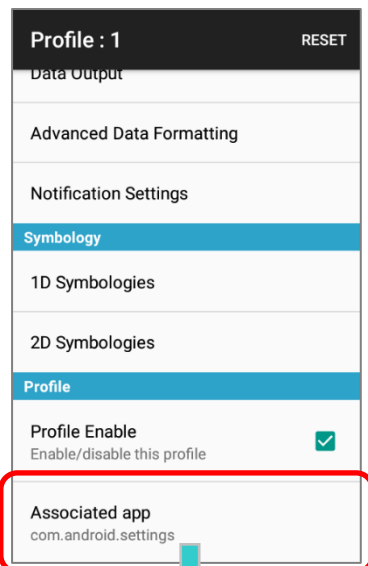 Profile : 1 RESET
Data Output
Advanced Data Formatting
Notification Settings
Symbology
1D Symbologies
2D Symbologies
Profile
Profile Enable
Enable/disable this profile
Associated app
com.android.settings